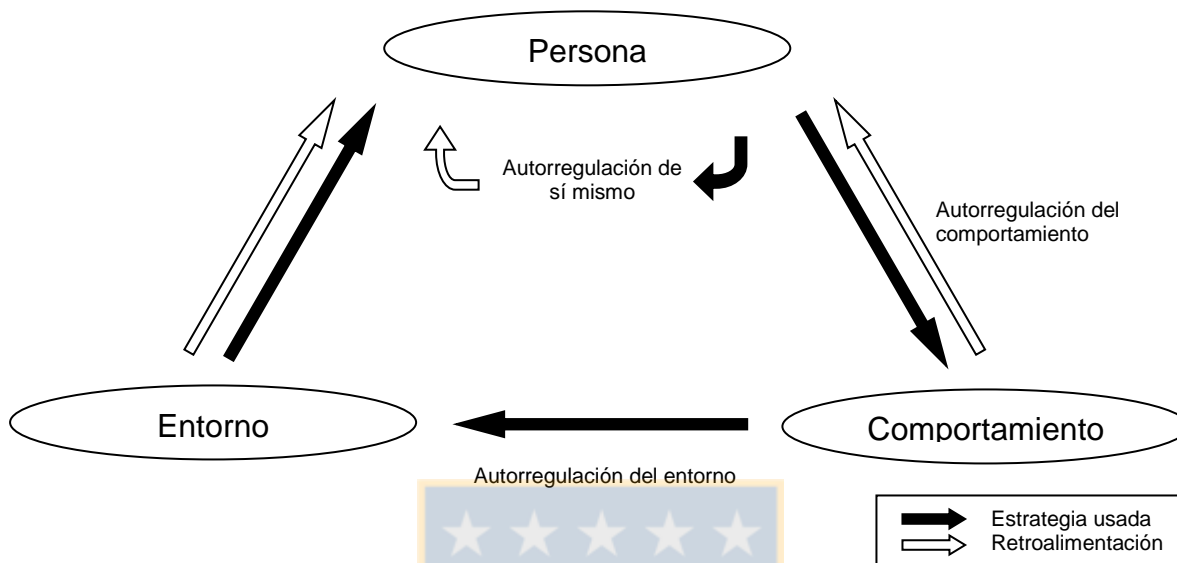 Persona
Autorregulación de
sí mismo
Autorregulación del
comportamiento
Entorno
Comportamiento
Autorregulación del entorno
Estrategia usada
Retroalimentación